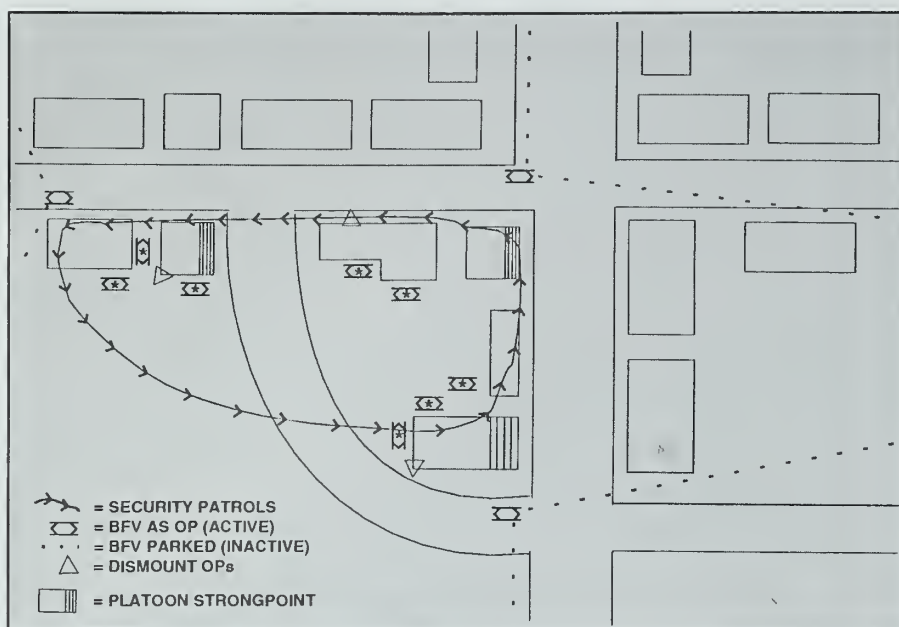 = SECURITY PATROLS
= BFV AS OP (ACTIVE)
= BFV PARKED (INACTIVE)
= DISMOUNT OPs
= PLATOON STRONGPOINT